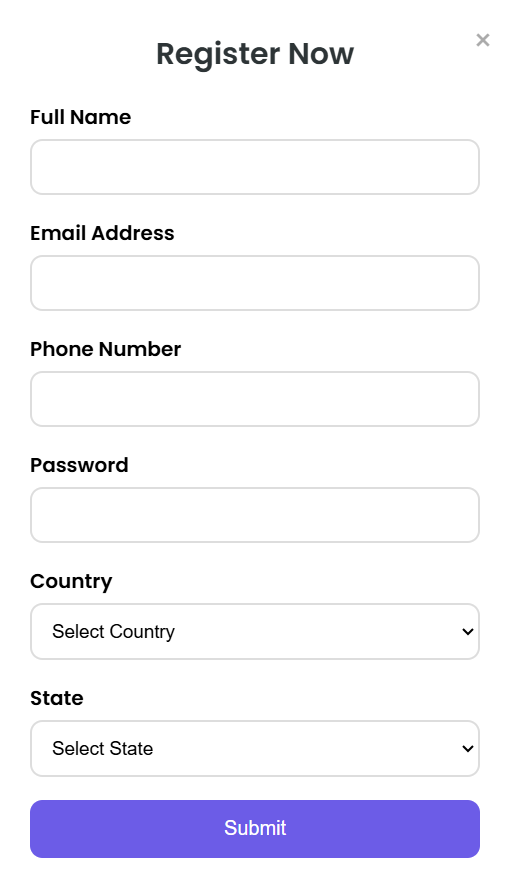 Register Now
×
Full Name
Email Address
Phone Number
Password
Country
Select Country
State
Select State
Submit